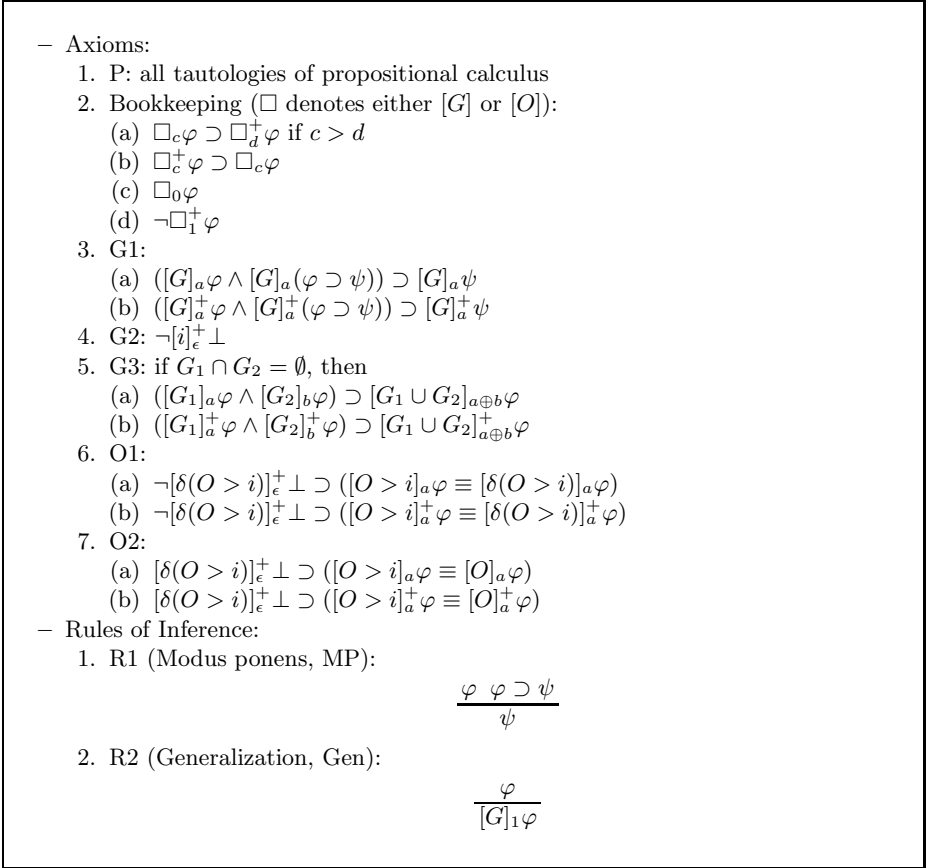 – Axioms:
1. P: all tautologies of propositional calculus
2. Bookkeeping (□ denotes either [G] or [O]):
(a) □_c φ ⊃ □_d^+ φ if c > d
(b) □_c^+ φ ⊃ □_c φ
(c) □_0 φ
(d) ¬□_1^+ φ
3. G1:
(a) ([G]_a φ ∧ [G]_a (φ ⊃ ψ)) ⊃ [G]_a ψ
(b) ([G]_a^+ φ ∧ [G]_a^+ (φ ⊃ ψ)) ⊃ [G]_a^+ ψ
4. G2: ¬[i]_ϵ^+ ⊥
5. G3: if G_1 ∩ G_2 = ∅, then
(a) ([G_1]_a φ ∧ [G_2]_b φ) ⊃ [G_1 ∪ G_2]_{a⊕b} φ
(b) ([G_1]_a^+ φ ∧ [G_2]_b^+ φ) ⊃ [G_1 ∪ G_2]_{a⊕b}^+ φ
6. O1:
(a) ¬[δ(O > i)]_ϵ^+ ⊥ ⊃ ([O > i]_a φ ≡ [δ(O > i)]_a φ)
(b) ¬[δ(O > i)]_ϵ^+ ⊥ ⊃ ([O > i]_a^+ φ ≡ [δ(O > i)]_a^+ φ)
7. O2:
(a) [δ(O > i)]_ϵ^+ ⊥ ⊃ ([O > i]_a φ ≡ [O]_a φ)
(b) [δ(O > i)]_ϵ^+ ⊥ ⊃ ([O > i]_a^+ φ ≡ [O]_a^+ φ)
– Rules of Inference:
1. R1 (Modus ponens, MP):
φ φ ⊃ ψ
ψ
2. R2 (Generalization, Gen):
φ
[G]_1 φ